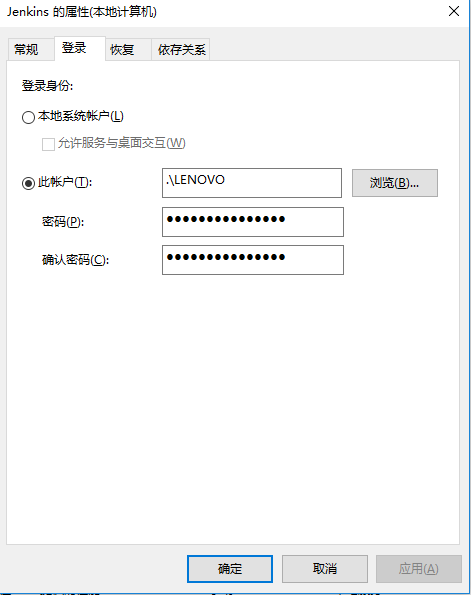 Jenkins 的属性(本地计算机)
常规 登录 恢复 依存关系
登录身份:
本地系统帐户(L)
允许服务与桌面交互(W)
此帐户(T): .\LENOVO 浏览(B)...
密码(P): ●●●●●●●●●●●●●●●
确认密码(C): ●●●●●●●●●●●●●●●
确定 取消 应用(A)